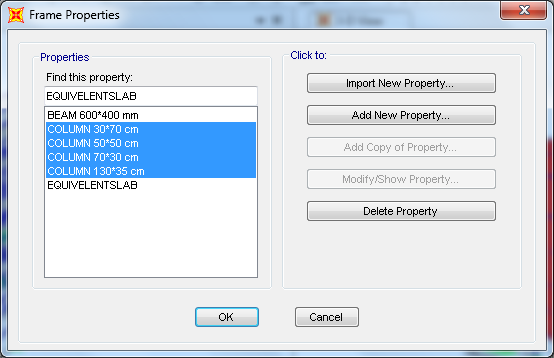 Frame Properties
Properties
Find this property:
EQUIVELENTSLAB
BEAM 600*400 mm
COLUMN 30*70 cm
COLUMN 50*50 cm
COLUMN 70*30 cm
COLUMN 130*35 cm
EQUIVELENTSLAB
Click to:
Import New Property...
Add New Property...
Add Copy of Property...
Modify/Show Property...
Delete Property
OK
Cancel